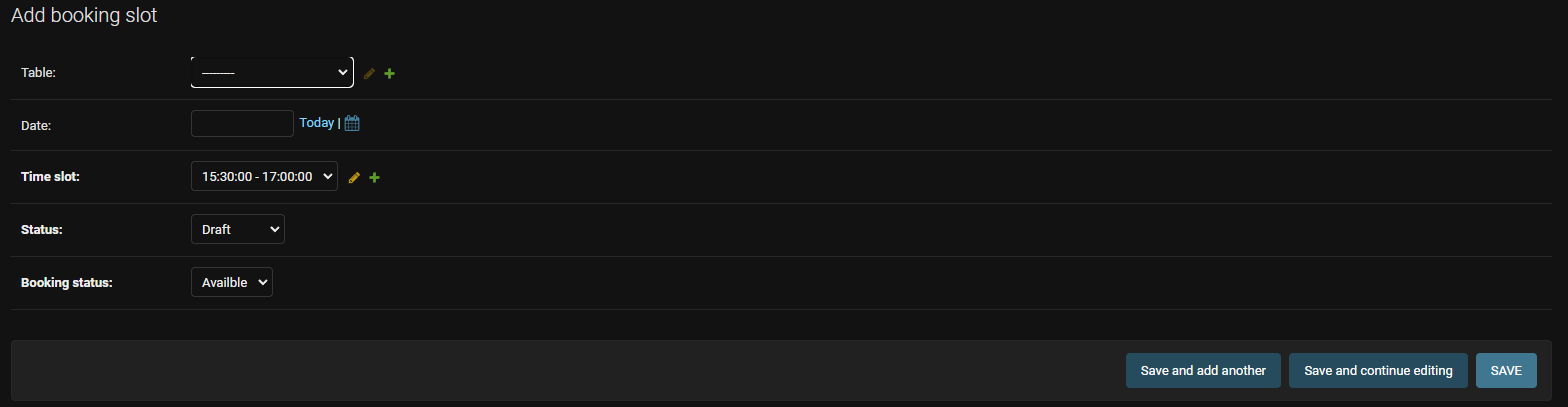 Add booking slot
Table: ---------
Date: Today |
Time slot: 15:30:00 - 17:00:00
Status: Draft
Booking status: Availble
Save and add another Save and continue editing SAVE